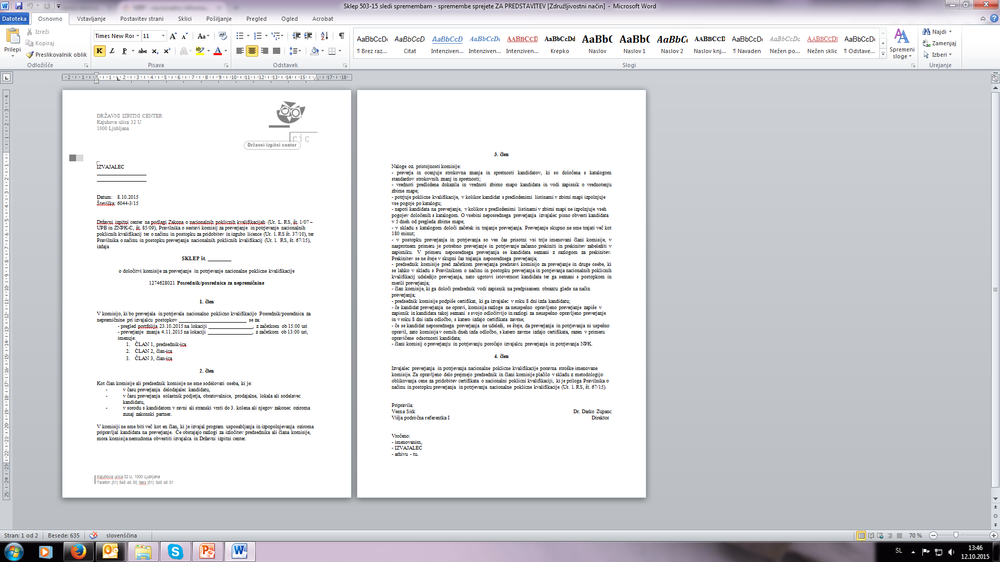 Sklep 503-15 sledi spremembam - spremembe sprejete ZA PREDSTAVITEV [Združljivostni način] - Microsoft Word
Datoteka Osnovno Vstavljanje Postavitev strani Sklici Pošiljanje Pregled Ogled Acrobat
Prilepi
Izreži
Kopiraj
Preslikovalnik oblik
Odložišče
Times New Ror 11
Pisava
Odstavek
AaBbCcDc AaBbCcD AaBbCcD AaBbCcDc AABBCCD AaBbCcDd AaBbC AaBbC AaBbCc AABBCCD AaBbCcDc AaBbCcDc AABBCCDI AaBbCcDc
¶ Brez raz... Citat Intenziven... Intenziven... Intenziven... Krepko Naslov Naslov 1 Naslov 2 Naslov knj... ¶ Navaden Nežen po... Nežen sklic ¶ Odstave...
Slogi
Spremeni sloge
Najdi
Zamenjaj
Izberi
Urejanje
DRŽAVNI IZPITNI CENTER
Kajuhova ulica 32 U
1000 Ljubljana
ric
Državni izpitni center
IZVAJALEC
Datum: 8.10.2015
Številka: 6044-3/15
Državni izpitni center na podlagi Zakona o nacionalnih poklicnih kvalifikacijah (Ur. L. RS, št. 1/07 –
UPB in ZNPK-C, št. 85/09), Pravilnika o sestavi komisij za preverjanje in potrjevanje nacionalnih
poklicnih kvalifikacij ter o načinu in postopku za pridobitev in izgubo licence (Ur. l. RS št. 37/10), ter
Pravilnika o načinu in postopku preverjanja nacionalnih poklicnih kvalifikacij (Ur. l. RS, št. 67/15),
izdaja
SKLEP št. _________
o določitvi komisije za preverjanje in potrjevanje nacionalne poklicne kvalifikacije
1274628021 Posrednik/posrednica za nepremičnine
1. člen
V komisijo, ki bo preverjala in potrjevala nacionalno poklicno kvalifikacijo Posrednik/posrednica za
nepremičnine pri izvajalcu postopkov __________________________ se za:
- pregled portfolija 23.10.2015 na lokaciji _________________, z začetkom ob 15:00 uri
- preverjanje znanja 4.11.2015 na lokaciji _________________, z začetkom ob 13:00 uri,
imenuje:
1. ČLAN 1, predsednik-ica
2. ČLAN 2, član-ica
3. ČLAN 3, član-ica
2. člen
Kot član komisije ali predsednik komisije ne sme sodelovati oseba, ki je:
- v času preverjanja delodajalec kandidatu,
- v času preverjanja solastnik podjetja, obratovalnice, prodajalne, lokala ali sodelavec
kandidatu,
- v sorodu s kandidatom v ravni ali stranski vrsti do 3. kolena ali njegov zakonec oziroma
zunaj zakonski partner.
V komisiji ne sme biti več kot en član, ki je izvajal program usposabljanja in izpopolnjevanja oziroma
pripravljal kandidata na preverjanje. Če obstajajo razlogi za izločitev predsednika ali člana komisije,
mora komisija nemudoma obvestiti izvajalca in Državni izpitni center.
Kajuhova ulica 32 U, 1000 Ljubljana
Telefon (01) 548 46 00, faks (01) 548 46 01
3. člen
Naloge oz. pristojnosti komisije:
- preverja in ocenjuje strokovna znanja in spretnosti kandidatov, ki so določena s katalogom
standardov strokovnih znanj in spretnosti;
- vrednoti predložena dokazila in vrednoti zbirno mapo kandidata in vodi zapisnik o vrednotenju
zbirne mape;
- potrjuje poklicne kvalifikacije, v kolikor kandidat s predloženimi listinami v zbirni mapi izpolnjuje
vse pogoje po katalogu;
- napoti kandidata na preverjanje, v kolikor s predloženimi listinami v zbirni mapi ne izpolnjuje vseh
pogojev določenih s katalogom. O vsebini neposrednega preverjanja izvajalec pisno obvesti kandidata
v 5 dneh od pregleda zbirne mape;
- v skladu s katalogom določi začetek in trajanje preverjanja. Preverjanje skupno ne sme trajati več kot
180 minut;
- v postopku preverjanja in potrjevanja so ves čas prisotni vsi trije imenovani člani komisije, v
nasprotnem primeru je potrebno preverjanje in potrjevanje začasno prekiniti in prekinitev zabeležiti v
zapisniku. V primeru neposrednega preverjanja se kandidata seznani z razlogom za prekinitev.
Prekinitev se ne šteje v skupni čas trajanja neposrednega preverjanja;
- predsednik komisije pred začetkom preverjanja predstavi komisijo za preverjanje in druge osebe, ki
se lahko v skladu s Pravilnikom o načinu in postopku preverjanja in potrjevanja nacionalnih poklicnih
kvalifikacij udeležijo preverjanja, nato ugotovi istovetnost kandidata ter ga seznani s postopkom in
merili preverjanja;
- član komisije, ki ga določi predsednik vodi zapisnik na predpisanem obrazcu glede na način
preverjanja;
- predsednik komisije podpiše certifikat, ki ga izvajalec v roku 8 dni izda kandidatu;
- če kandidat preverjanja ne opravi, komisija razloge za neuspešno opravljeno preverjanje zapiše v
zapisnik in kandidata takoj seznani s svojo odločitvijo in razlogi za neuspešno opravljeno preverjanje
in v roku 8 dni izda odločbo, s katero izdajo certifikata zavrne;
- če se kandidat neposrednega preverjanja ne udeleži, se šteje, da preverjanja in potrjevanja ni uspešno
opravil, zato komisija v osmih dneh izda odločbo, s katero zavrne izdajo certifikata, razen v primeru
opravičene odsotnosti kandidata;
- člani komisij o preverjanju in potrjevanju poročajo izvajalcu preverjanja in potrjevanja NPK.
4. člen
Izvajalec preverjanja in potrjevanja nacionalne poklicne kvalifikacije poravna stroške imenovane
komisije. Za opravljeno delo prejmejo predsednik in člani komisije plačilo v skladu z metodologijo
oblikovanja cene za pridobitev certifikata o nacionalni poklicni kvalifikaciji, ki je priloga Pravilnika o
načinu in postopku preverjanja in potrjevanja nacionalne poklicne kvalifikacije (Ur. l. RS, št. 67/15).
Pripravila:
Vesna Sirk Dr. Darko Zupanc
Višja področna referentka I Direktor
Vročeno:
- imenovanim,
- IZVAJALEC
- arhivu - tu.
Stran: 1 od 2 Besede: 635 slovenščina 70 %
SL 13:46
12.10.2015